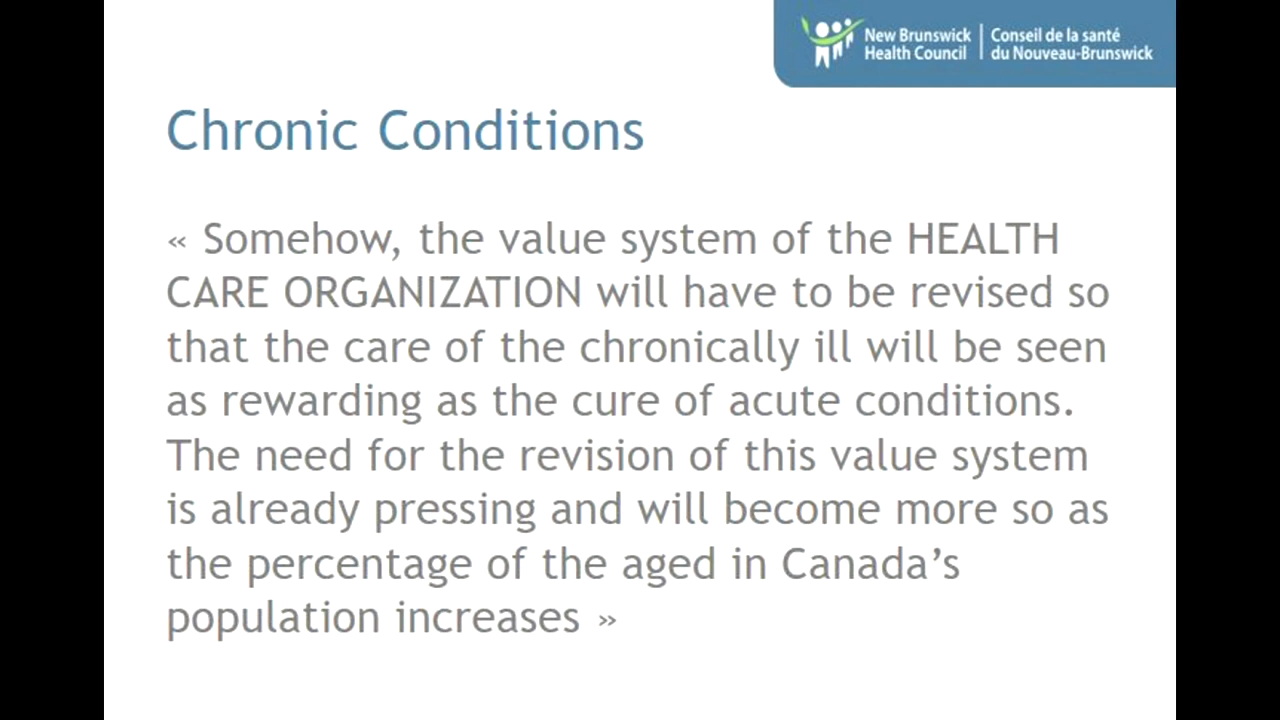 New Brunswick
Health Council
Conseil de la santé
du Nouveau-Brunswick
Chronic Conditions
« Somehow, the value system of the HEALTH
CARE ORGANIZATION will have to be revised so
that the care of the chronically ill will be seen
as rewarding as the cure of acute conditions.
The need for the revision of this value system
is already pressing and will become more so as
the percentage of the aged in Canada’s
population increases »